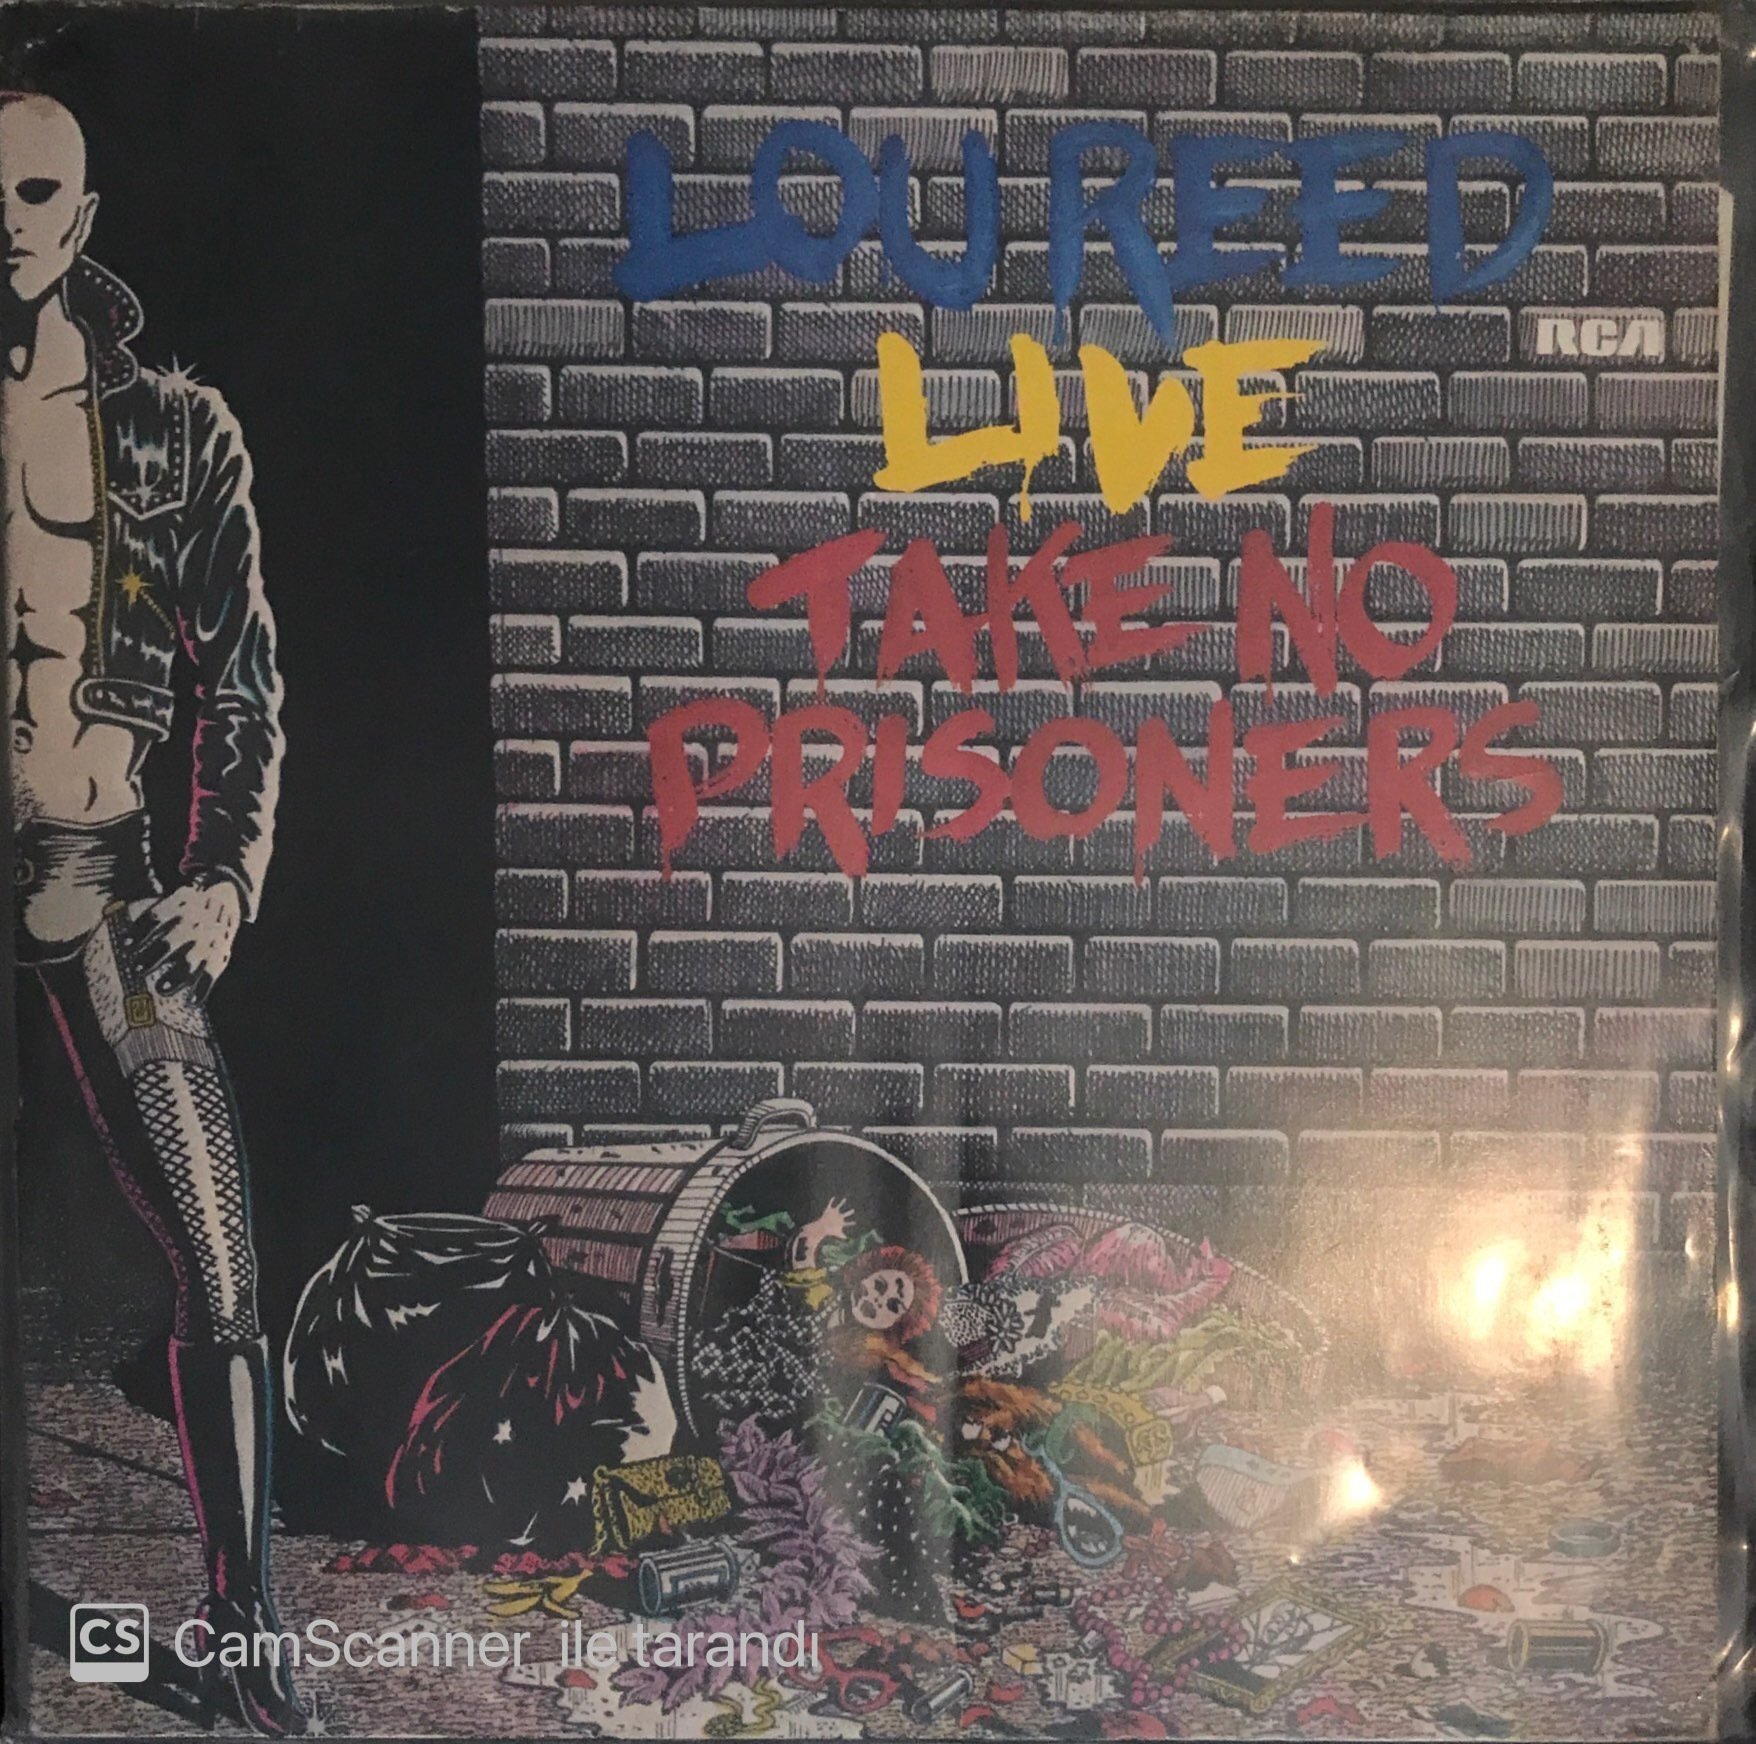 LOU REED
RCA
LIVE
TAKE NO
PRISONERS
CS CamScanner ile tarandı